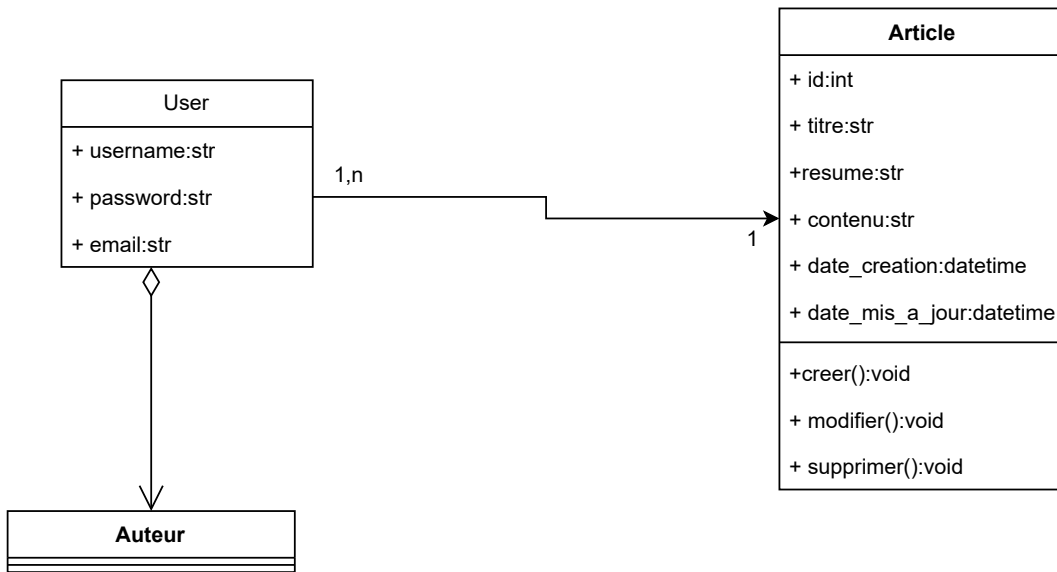 User
+ username:str
+ password:str
+ email:str
1,n
1
Article
+ id:int
+ titre:str
+resume:str
+ contenu:str
+ date_creation:datetime
+ date_mis_a_jour:datetime
+creer():void
+ modifier():void
+ supprimer():void
Auteur